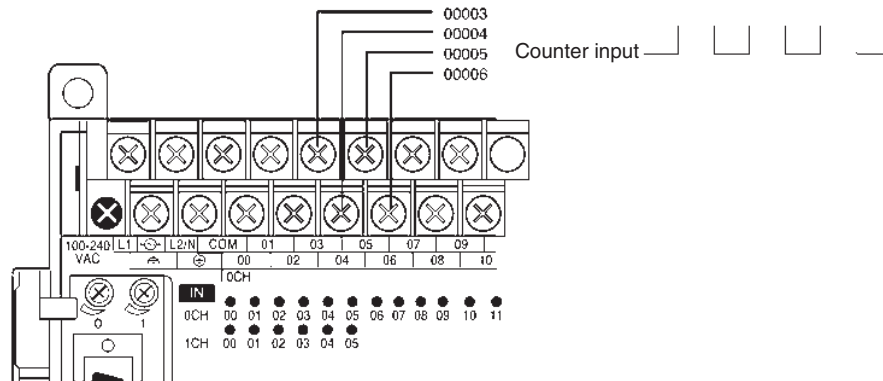 00003
00004
00005
00006
Counter input
100-240 L1 L2/N COM 01 03 05 07 09
VAC 00 02 04 06 08 10
0CH
0 1
IN
0CH 00 01 02 03 04 05 06 07 08 09 10 11
1CH 00 01 02 03 04 05